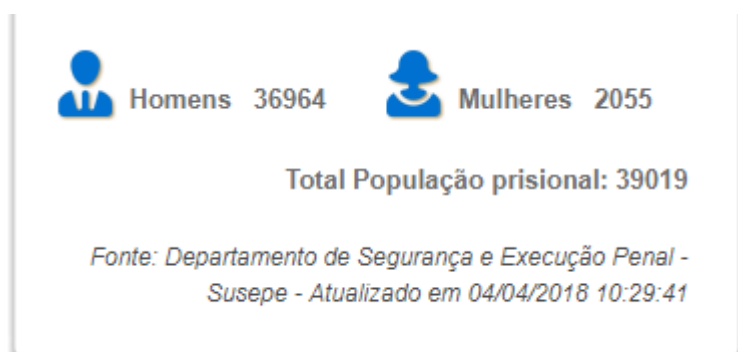 Homens 36964 Mulheres 2055
Total População prisional: 39019
Fonte: Departamento de Segurança e Execução Penal -
Susepe - Atualizado em 04/04/2018 10:29:41